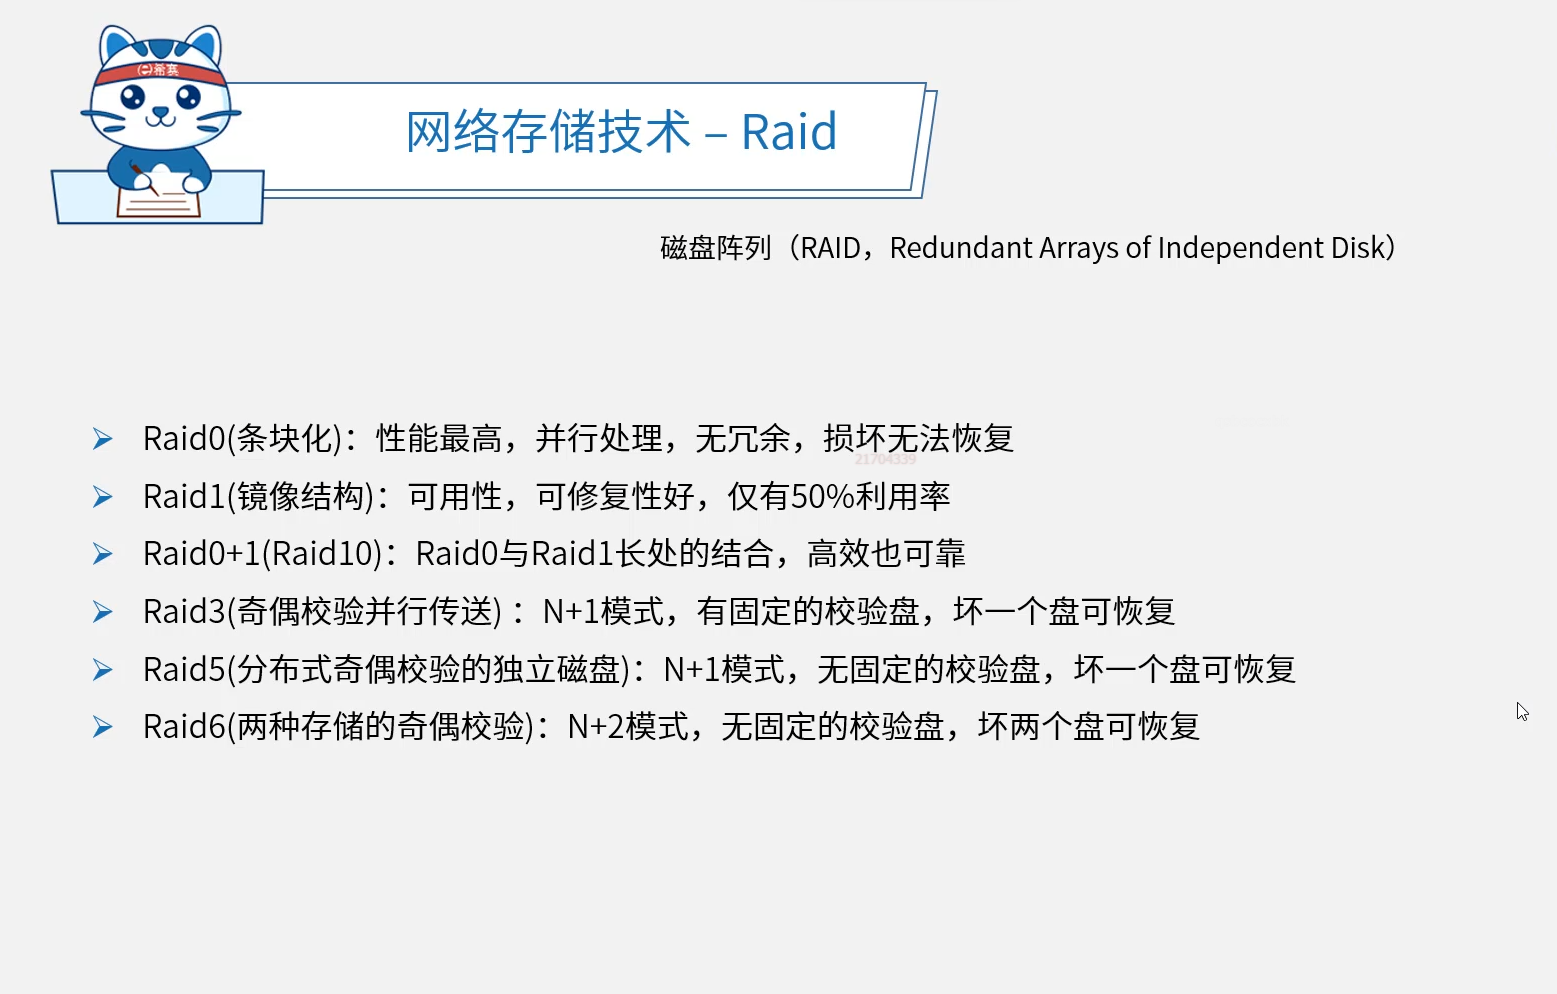 希赛
网络存储技术 – Raid
磁盘阵列（RAID，Redundant Arrays of Independent Disk）
Raid0(条块化)：性能最高，并行处理，无冗余，损坏无法恢复
21704339
Raid1(镜像结构)：可用性，可修复性好，仅有50%利用率
Raid0+1(Raid10)：Raid0与Raid1长处的结合，高效也可靠
Raid3(奇偶校验并行传送) ：N+1模式，有固定的校验盘，坏一个盘可恢复
Raid5(分布式奇偶校验的独立磁盘)：N+1模式，无固定的校验盘，坏一个盘可恢复
Raid6(两种存储的奇偶校验)：N+2模式，无固定的校验盘，坏两个盘可恢复